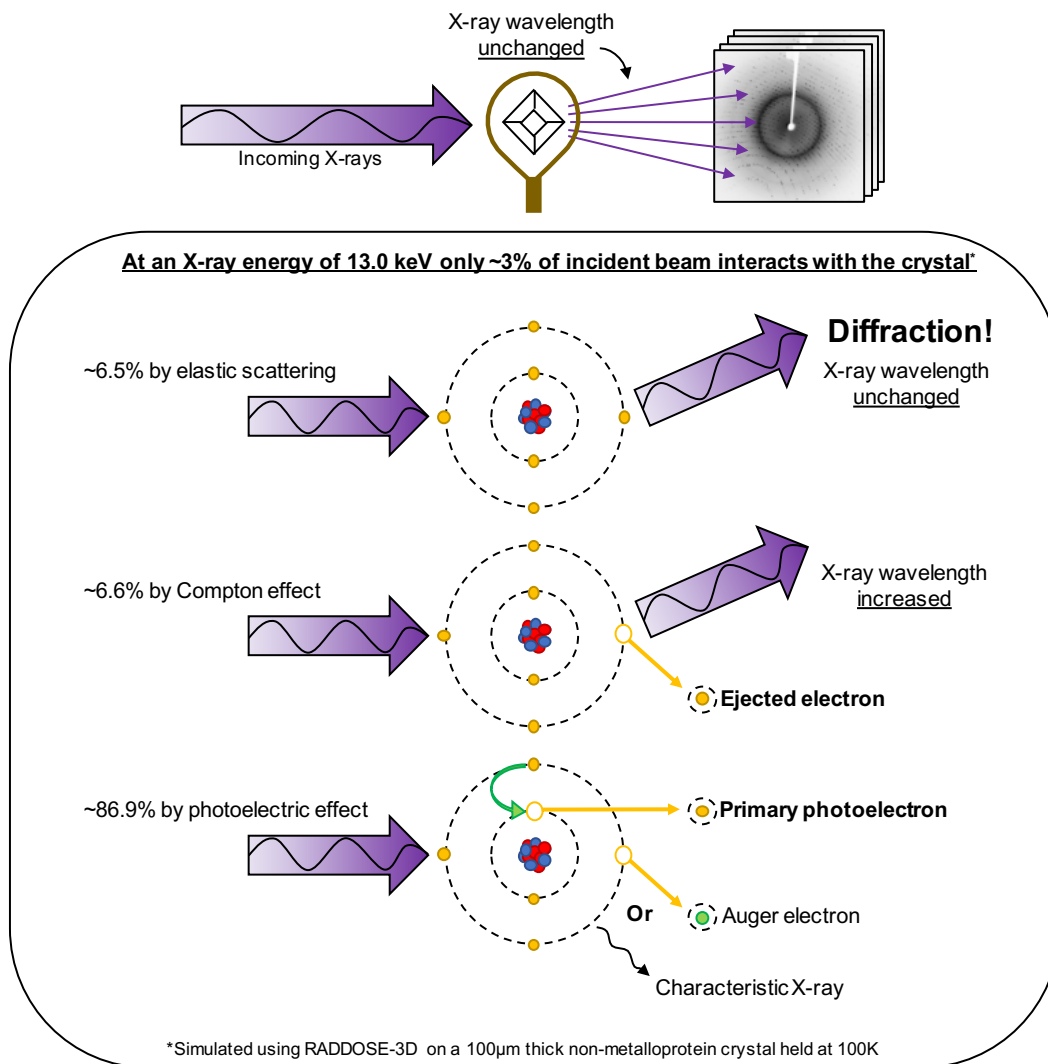 X-ray wavelength
unchanged
Incoming X-rays
At an X-ray energy of 13.0 keV only ~3% of incident beam interacts with the crystal*
~6.5% by elastic scattering
Diffraction!
X-ray wavelength
unchanged
~6.6% by Compton effect
X-ray wavelength
increased
Ejected electron
~86.9% by photoelectric effect
Primary photoelectron
Or
Auger electron
Characteristic X-ray
*Simulated using RADDOSE-3D on a 100µm thick non-metalloprotein crystal held at 100K